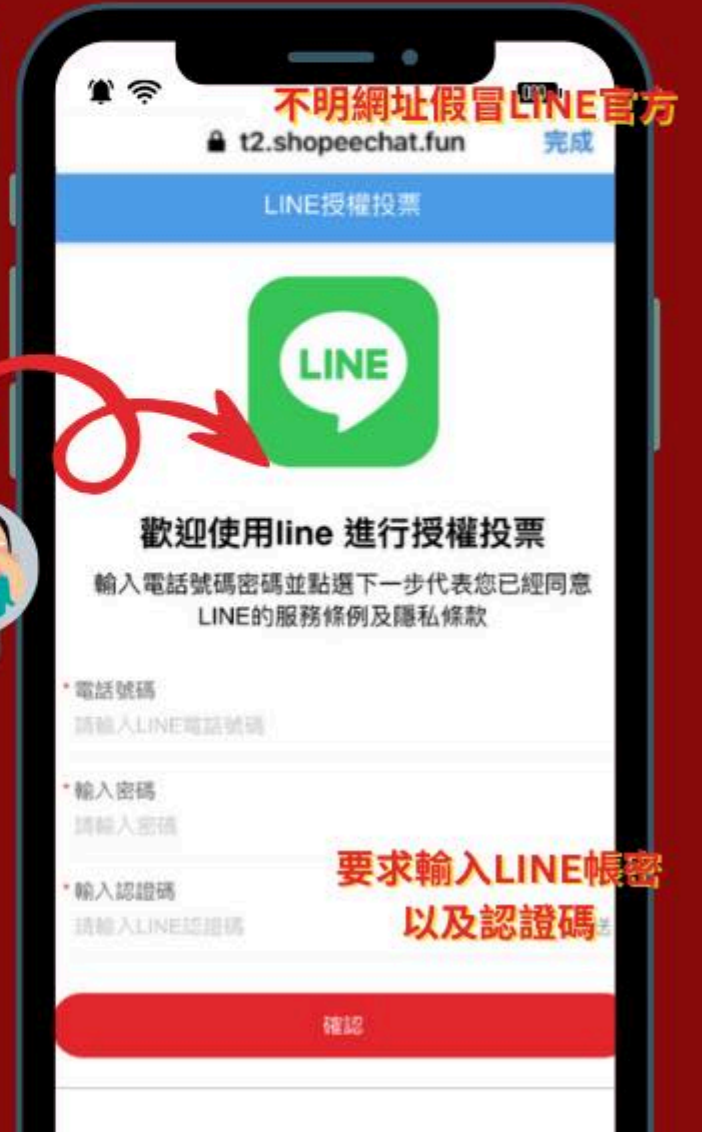 不明網址假冒LINE官方
t2.shopeechat.fun
完成
LINE授權投票
LINE
歡迎使用line 進行授權投票
輸入電話號碼密碼並點選下一步代表您已經同意
LINE的服務條例及隱私條款
*電話號碼
請輸入LINE電話號碼
*輸入密碼
請輸入密碼
要求輸入LINE帳密
*輸入認證碼
請輸入LINE認證碼
以及認證碼
確認